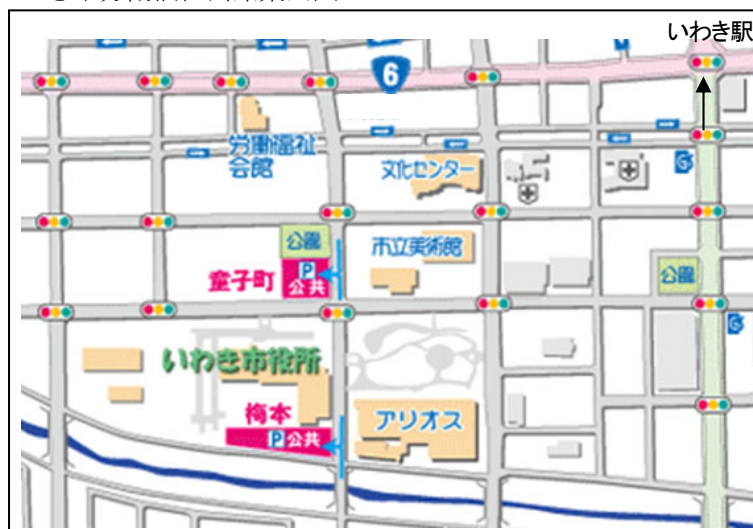 いわき駅
6
労働福祉
会館
文化センター
公園
市立美術館
童子町
P
公共
公園
いわき市役所
梅本
P公共
アリオス